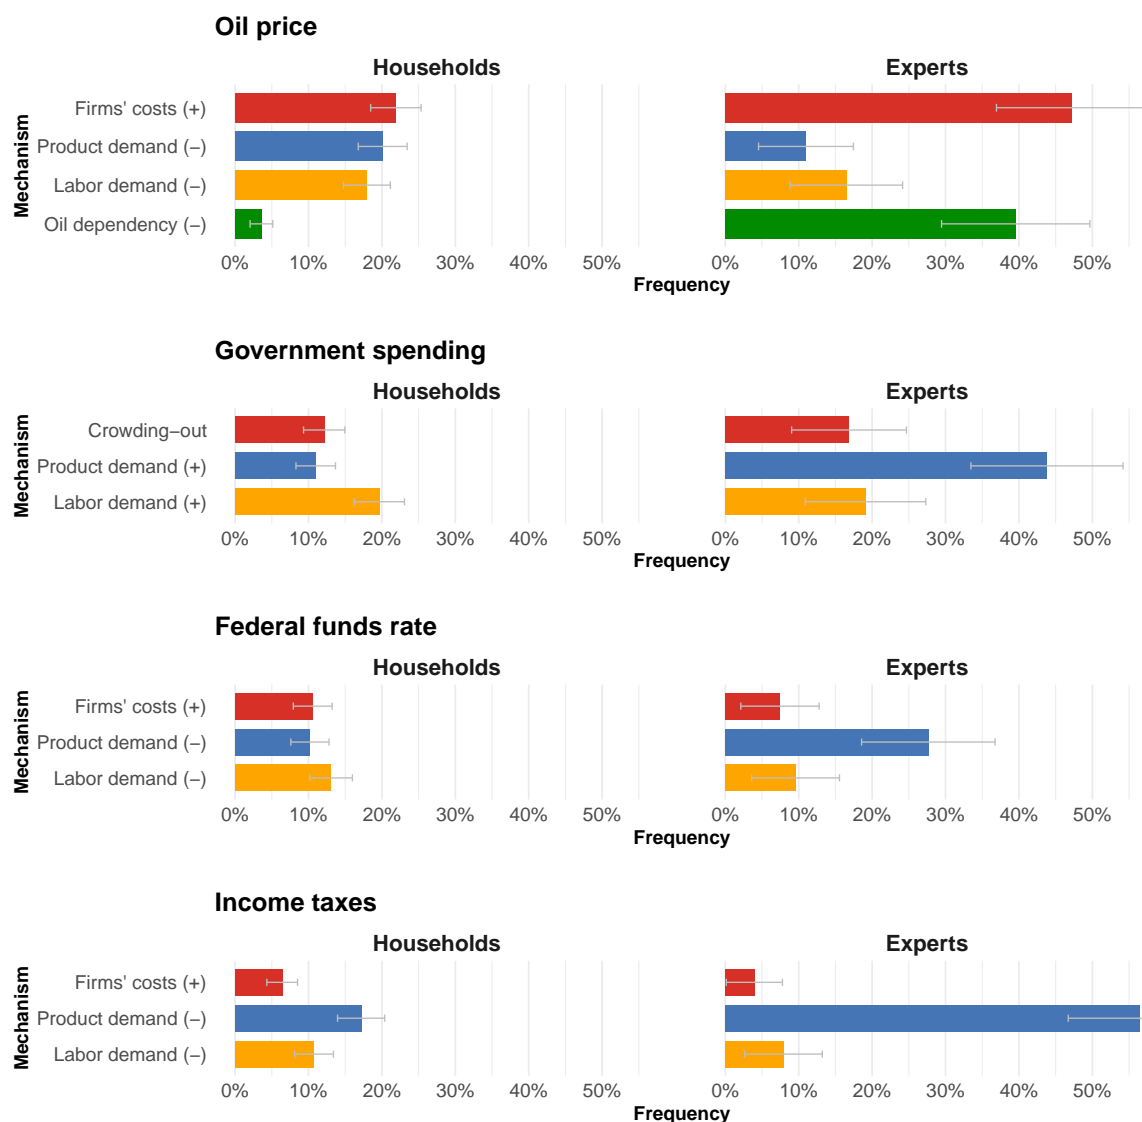 Oil price
Households Experts
Mechanism
Firms' costs (+)
Product demand (−)
Labor demand (−)
Oil dependency (−)
0% 10% 20% 30% 40% 50% 0% 10% 20% 30% 40% 50%
Frequency
Government spending
Households Experts
Mechanism
Crowding−out
Product demand (+)
Labor demand (+)
0% 10% 20% 30% 40% 50% 0% 10% 20% 30% 40% 50%
Frequency
Federal funds rate
Households Experts
Mechanism
Firms' costs (+)
Product demand (−)
Labor demand (−)
0% 10% 20% 30% 40% 50% 0% 10% 20% 30% 40% 50%
Frequency
Income taxes
Households Experts
Mechanism
Firms' costs (+)
Product demand (−)
Labor demand (−)
0% 10% 20% 30% 40% 50% 0% 10% 20% 30% 40% 50%
Frequency